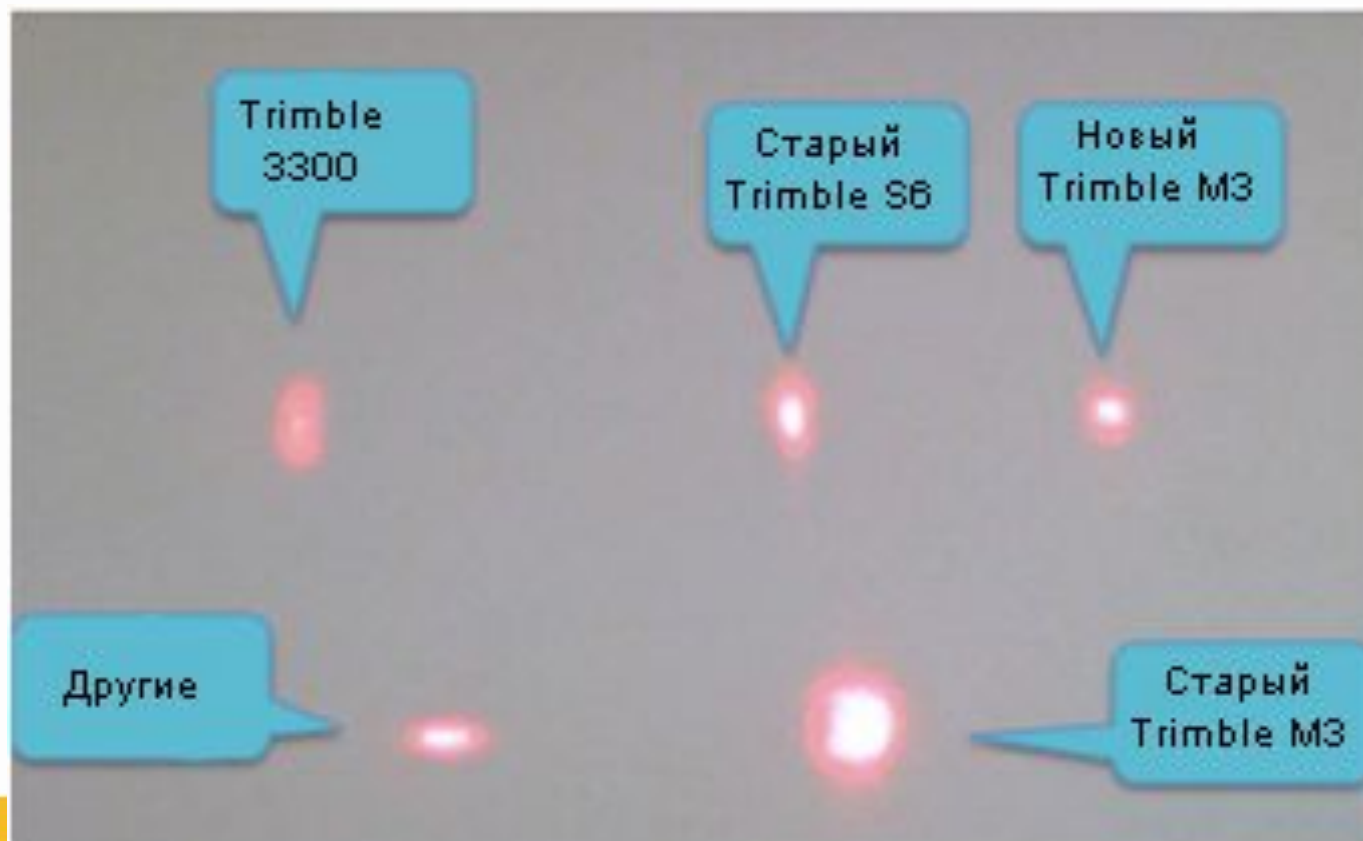 Trimble
3300
Старый
Trimble S6
Новый
Trimble M3
Другие
Старый
Trimble M3